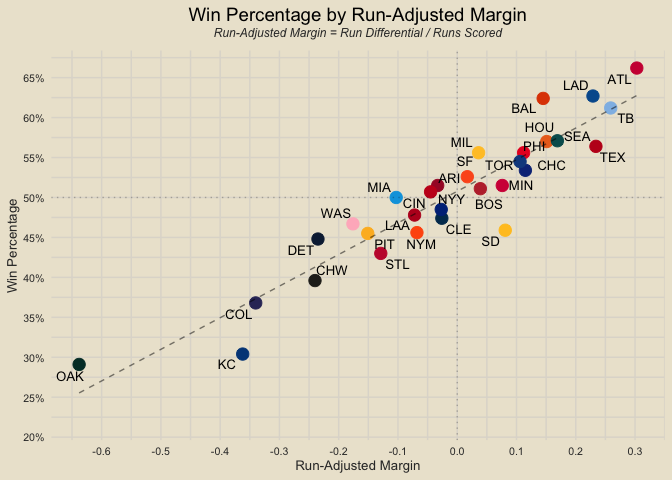 Win Percentage by Run-Adjusted Margin
Run-Adjusted Margin = Run Differential / Runs Scored
Win Percentage
65%
60%
55%
50%
45%
40%
35%
30%
25%
20%
ATL
LAD
BAL
TB
HOU
SEA
MIL
PHI
TEX
SF
TOR
CHC
ARI
MIN
MIA
CIN
NYY
BOS
WAS
LAA
CLE
SD
DET
PIT
NYM
STL
CHW
COL
KC
OAK
-0.6
-0.5
-0.4
-0.3
-0.2
-0.1
0.0
0.1
0.2
0.3
Run-Adjusted Margin